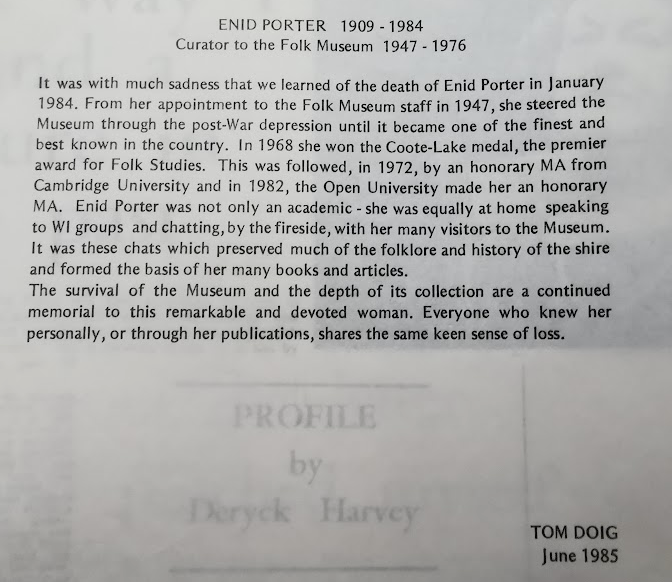 ENID PORTER 1909 - 1984
Curator to the Folk Museum 1947 - 1976
It was with much sadness that we learned of the death of Enid Porter in January
1984. From her appointment to the Folk Museum staff in 1947, she steered the
Museum through the post-War depression until it became one of the finest and
best known in the country. In 1968 she won the Coote-Lake medal, the premier
award for Folk Studies. This was followed, in 1972, by an honorary MA from
Cambridge University and in 1982, the Open University made her an honorary
MA. Enid Porter was not only an academic - she was equally at home speaking
to WI groups and chatting, by the fireside, with her many visitors to the Museum.
It was these chats which preserved much of the folklore and history of the shire
and formed the basis of her many books and articles.
The survival of the Museum and the depth of its collection are a continued
memorial to this remarkable and devoted woman. Everyone who knew her
personally, or through her publications, shares the same keen sense of loss.
PROFILE
by
Deryck Harvey
TOM DOIG
June 1985